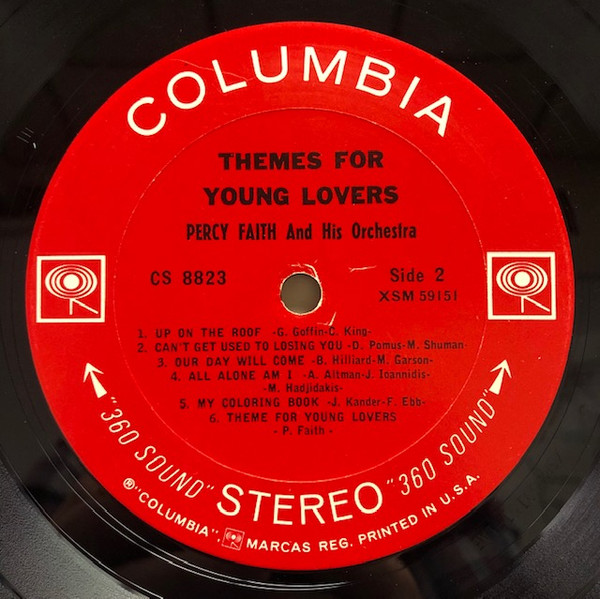 COLUMBIA
THEMES FOR
YOUNG LOVERS
PERCY FAITH And His Orchestra
CS 8823
Side 2
XSM 59151
1. UP ON THE ROOF -G. Goffin-C. King-
2. CAN'T GET USED TO LOSING YOU -D. Pomus-M. Shuman-
3. OUR DAY WILL COME -B. Hilliard-M. Garson-
4. ALL ALONE AM I -A. Altman-J. Ioannidis-
-M. Hadjidakis-
5. MY COLORING BOOK -J. Kander-F. Ebb-
6. THEME FOR YOUNG LOVERS
- P. Faith -
"360 SOUND" STEREO "360 SOUND"
® "COLUMBIA", MARCAS REG. PRINTED IN U.S.A.